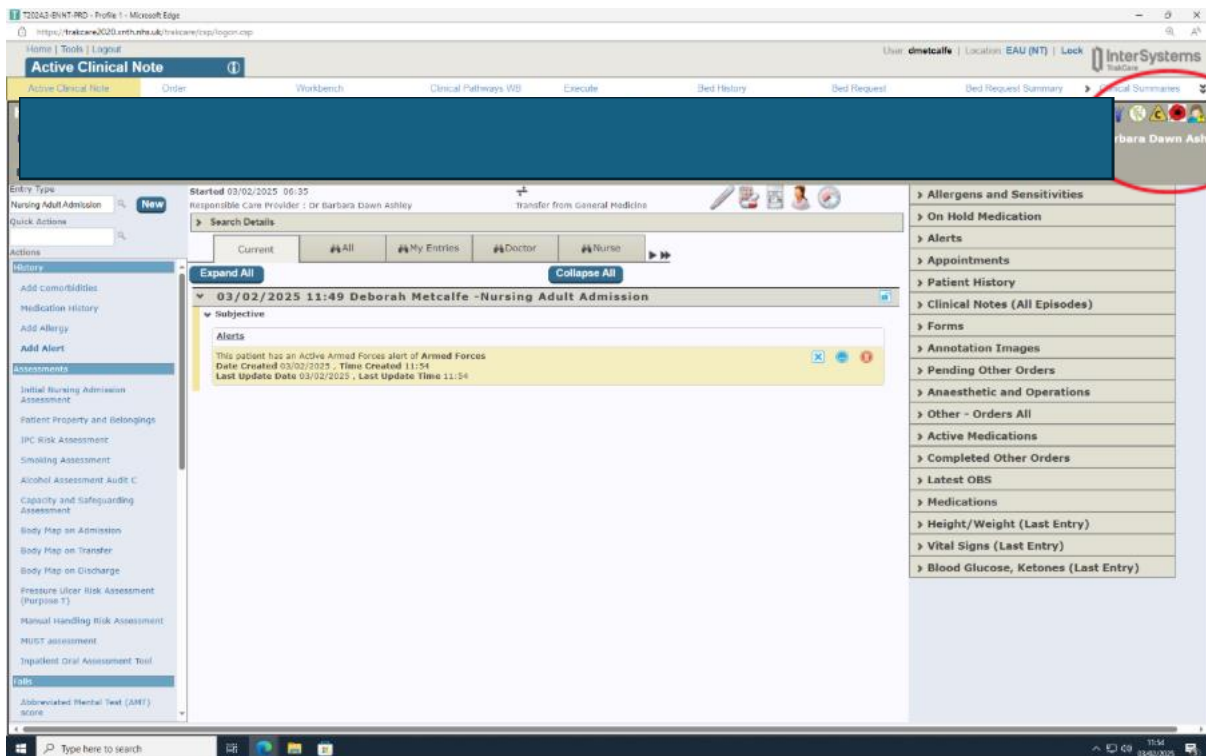 T2024.3-ENNT-PRD - Profile 1 - Microsoft Edge
https://trakcare2020.xnth.nhs.uk/trakcare/csp/logon.csp
Home | Tools | Logout
User: dmetcalfe | Location: EAU (NT) | Lock
InterSystems
TrakCare
Active Clinical Note
Active Clinical Note Order Workbench Clinical Pathways WB Execute Bed History Bed Request Bed Request Summary Clinical Summaries
rbara Dawn Ash
Entry Type
Nursing Adult Admission New
Quick Actions
Actions
History
Add Comorbidities
Medication History
Add Allergy
Add Alert
Assessments
Initial Nursing Admission
Assessment
Patient Property and Belongings
IPC Risk Assessment
Smoking Assessment
Alcohol Assessment Audit C
Capacity and Safeguarding
Assessment
Body Map on Admission
Body Map on Transfer
Body Map on Discharge
Pressure Ulcer Risk Assessment
(Purpose T)
Manual Handling Risk Assessment
MUST assessment
Inpatient Oral Assessment Tool
Falls
Abbreviated Mental Test (AMT)
score
Started 03/02/2025 06:35
Responsible Care Provider : Dr Barbara Dawn Ashley Transfer from General Medicine
Search Details
Current All My Entries Doctor Nurse
Expand All Collapse All
03/02/2025 11:49 Deborah Metcalfe -Nursing Adult Admission
Subjective
Alerts
This patient has an Active Armed Forces alert of Armed Forces
Date Created 03/02/2025 , Time Created 11:54
Last Update Date 03/02/2025 , Last Update Time 11:54
Allergens and Sensitivities
On Hold Medication
Alerts
Appointments
Patient History
Clinical Notes (All Episodes)
Forms
Annotation Images
Pending Other Orders
Anaesthetic and Operations
Other - Orders All
Active Medications
Completed Other Orders
Latest OBS
Medications
Height/Weight (Last Entry)
Vital Signs (Last Entry)
Blood Glucose, Ketones (Last Entry)
Type here to search
11:54
03/02/2025